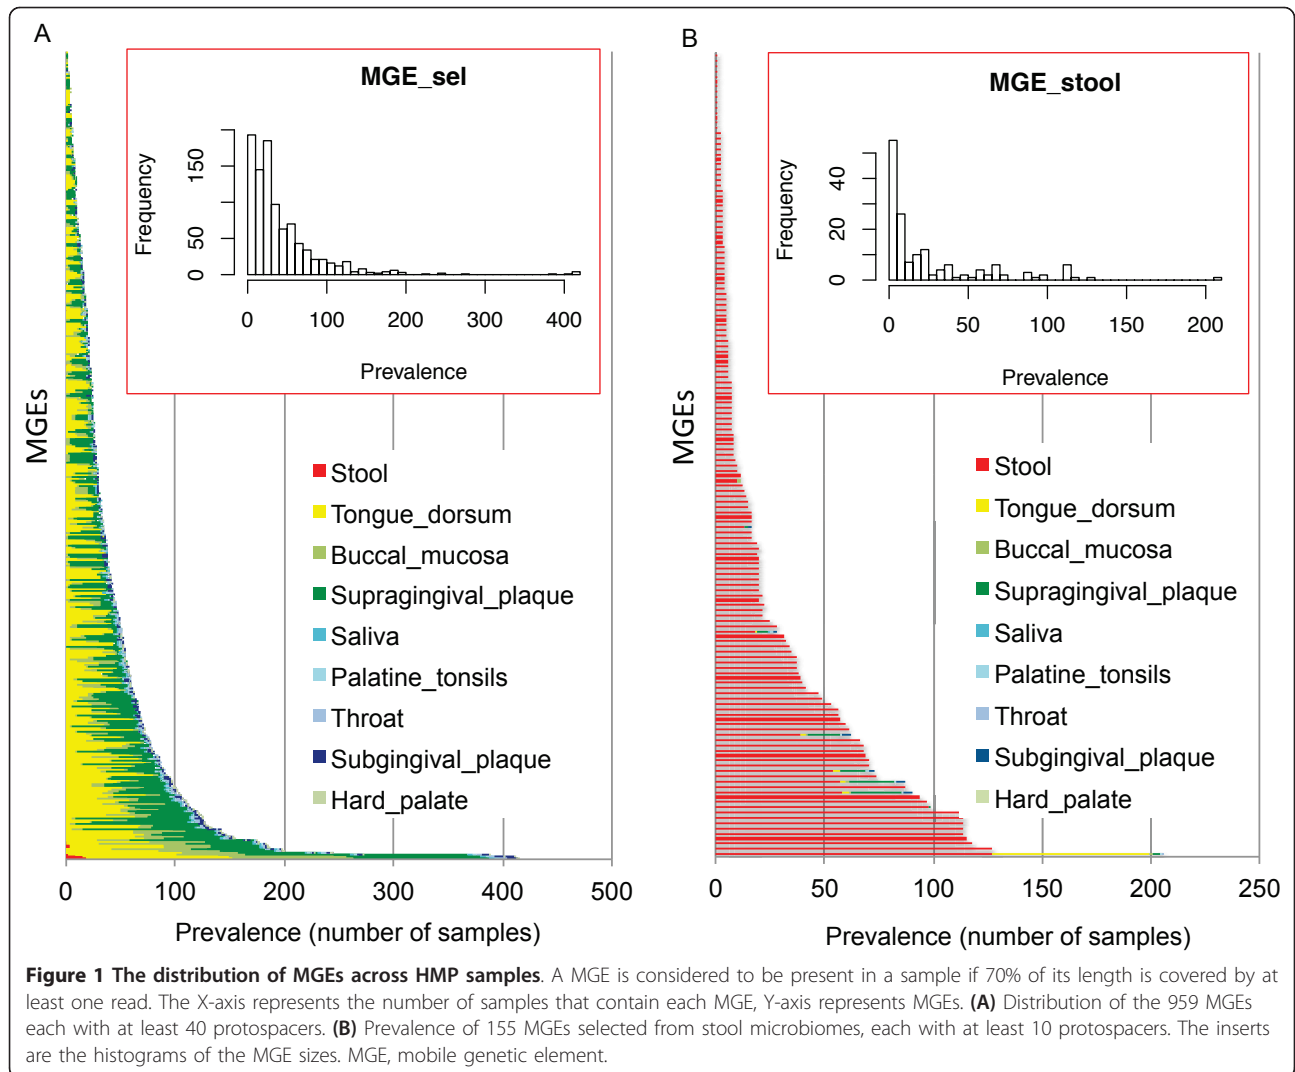 A
MGE_sel
Frequency
150
50
0
0 100 200 300 400
Prevalence
MGEs
Stool
Tongue_dorsum
Buccal_mucosa
Supragingival_plaque
Saliva
Palatine_tonsils
Throat
Subgingival_plaque
Hard_palate
0 100 200 300 400 500
Prevalence (number of samples)
B
MGE_stool
Frequency
40
20
0
0 50 100 150 200
Prevalence
MGEs
Stool
Tongue_dorsum
Buccal_mucosa
Supragingival_plaque
Saliva
Palatine_tonsils
Throat
Subgingival_plaque
Hard_palate
0 50 100 150 200 250
Prevalence (number of samples)
Figure 1 The distribution of MGEs across HMP samples. A MGE is considered to be present in a sample if 70% of its length is covered by at
least one read. The X-axis represents the number of samples that contain each MGE, Y-axis represents MGEs. (A) Distribution of the 959 MGEs
each with at least 40 protospacers. (B) Prevalence of 155 MGEs selected from stool microbiomes, each with at least 10 protospacers. The inserts
are the histograms of the MGE sizes. MGE, mobile genetic element.